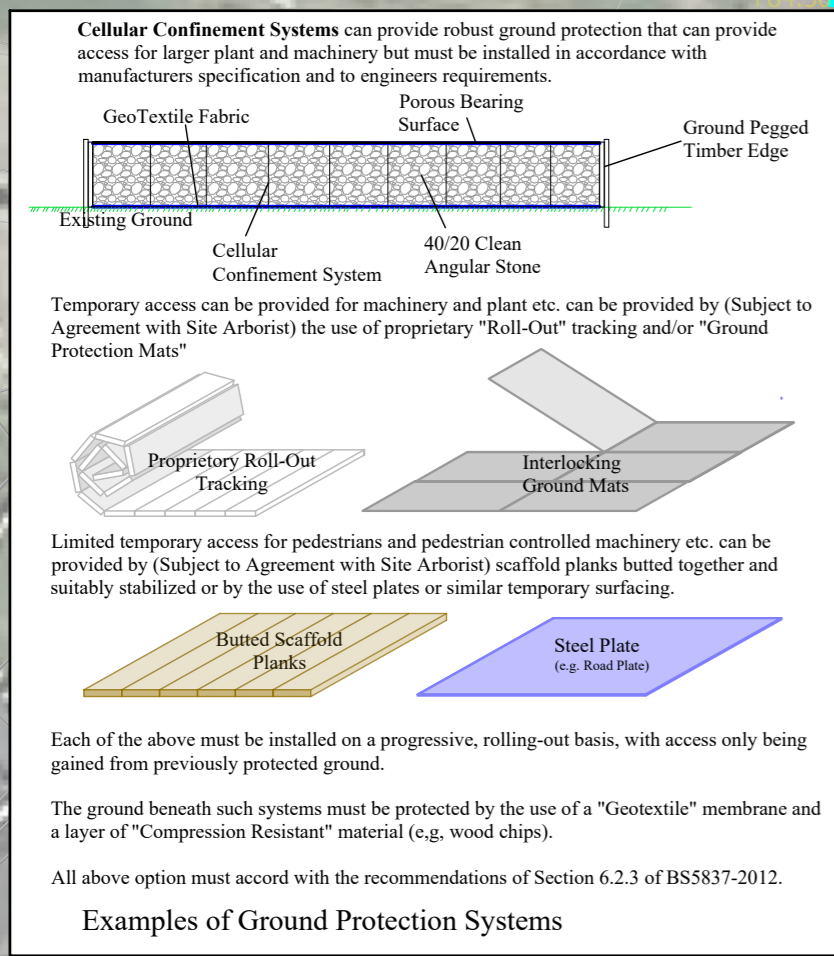 Cellular Confinement Systems can provide robust ground protection that can provide
access for larger plant and machinery but must be installed in accordance with
manufacturers specification and to engineers requirements.
GeoTextile Fabric
Porous Bearing
Surface
Ground Pegged
Timber Edge
Existing Ground
Cellular
Confinement System
40/20 Clean
Angular Stone
Temporary access can be provided for machinery and plant etc. can be provided by (Subject to
Agreement with Site Arborist) the use of proprietary "Roll-Out" tracking and/or "Ground
Protection Mats"
Proprietory Roll-Out
Tracking
Interlocking
Ground Mats
Limited temporary access for pedestrians and pedestrian controlled machinery etc. can be
provided by (Subject to Agreement with Site Arborist) scaffold planks butted together and
suitably stabilized or by the use of steel plates or similar temporary surfacing.
Butted Scaffold
Planks
Steel Plate
(e.g. Road Plate)
Each of the above must be installed on a progressive, rolling-out basis, with access only being
gained from previously protected ground.
The ground beneath such systems must be protected by the use of a "Geotextile" membrane and
a layer of "Compression Resistant" material (e,g, wood chips).
All above option must accord with the recommendations of Section 6.2.3 of BS5837-2012.
Examples of Ground Protection Systems